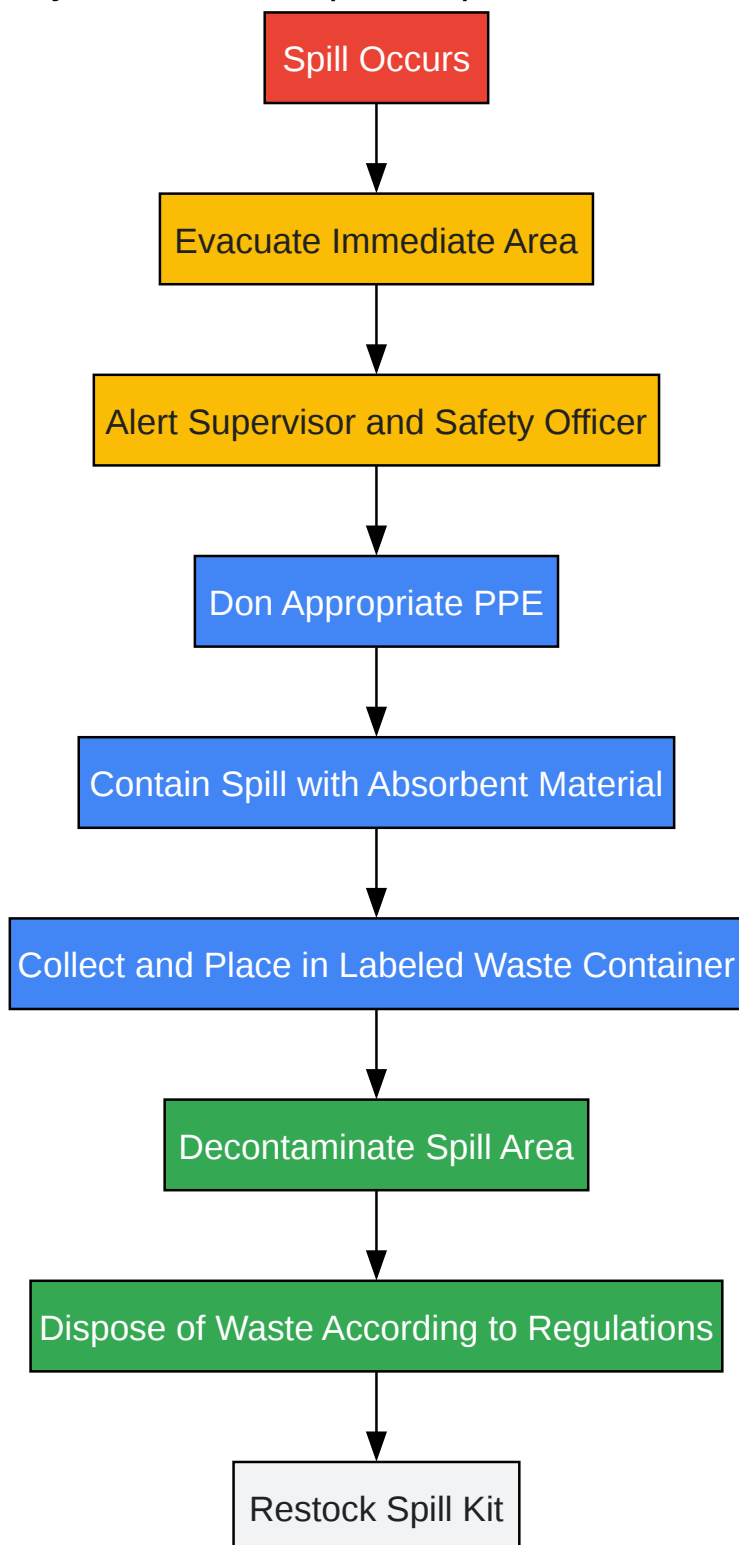 Spill Occurs
Evacuate Immediate Area
Alert Supervisor and Safety Officer
Don Appropriate PPE
Contain Spill with Absorbent Material
Collect and Place in Labeled Waste Container
Decontaminate Spill Area
Dispose of Waste According to Regulations
Restock Spill Kit